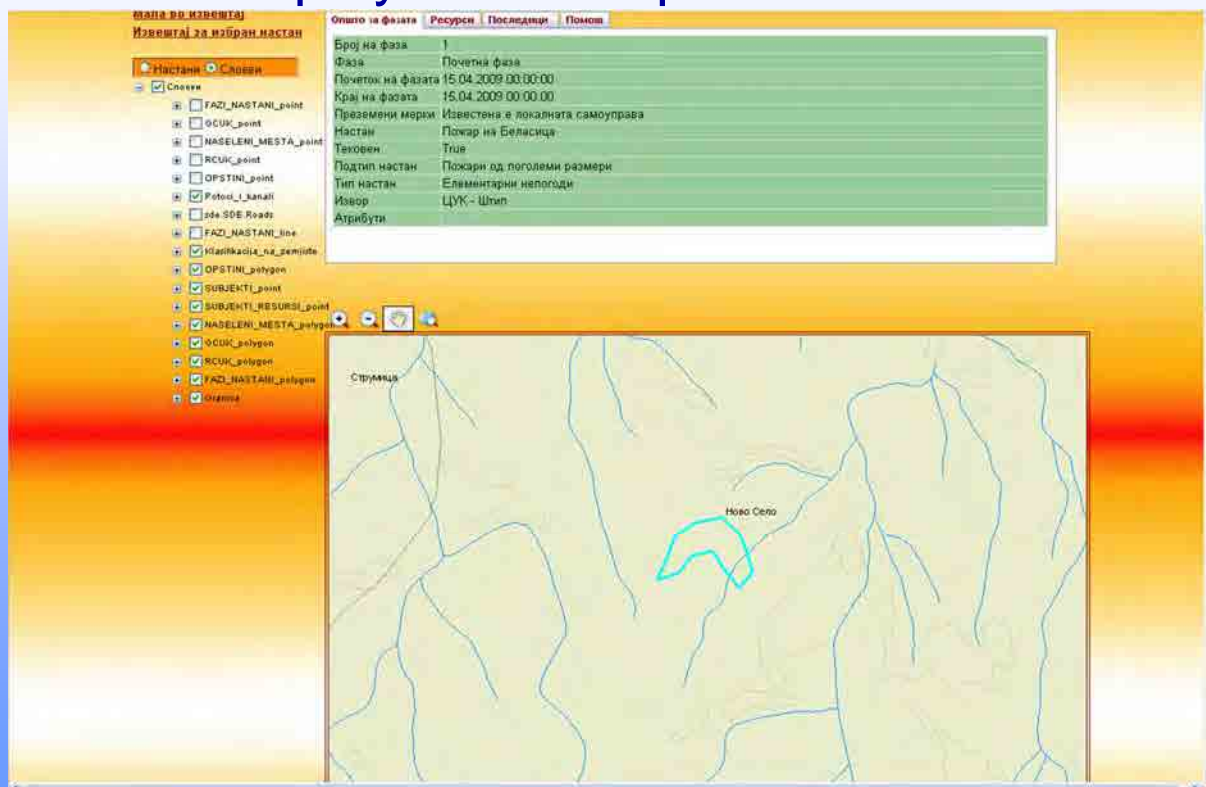 Мапа во извештај
Извештај за избран настан
Настани Слоеви
Слоеви
FAZI_NASTANI_point
OCUK_point
NASELENI_MESTA_point
RCUK_point
OPSTINI_point
Potoci_i_kanali
sde.SDE.Roads
FAZI_NASTANI_line
Klasifikacija_na_zemjiste
OPSTINI_polygon
SUBJEKTI_point
SUBJEKTI_RESURSI_point
NASELENI_MESTA_polygon
OCUK_polygon
RCUK_polygon
FAZI_NASTANI_polygon
Granica
Општо за фазата Ресурси Последици Помош
Број на фаза 1
Фаза Почетна фаза
Почеток на фазата 15.04.2009 00:00:00
Крај на фазата 15.04.2009 00:00:00
Преземени мерки Известена е локалната самоуправа
Настан Пожар на Беласица
Тековен True
Подтип настан Пожари од поголеми размери
Тип настан Елементарни непогоди
Извор ЦУК - Штип
Атрибути
Струмица
Ново Село